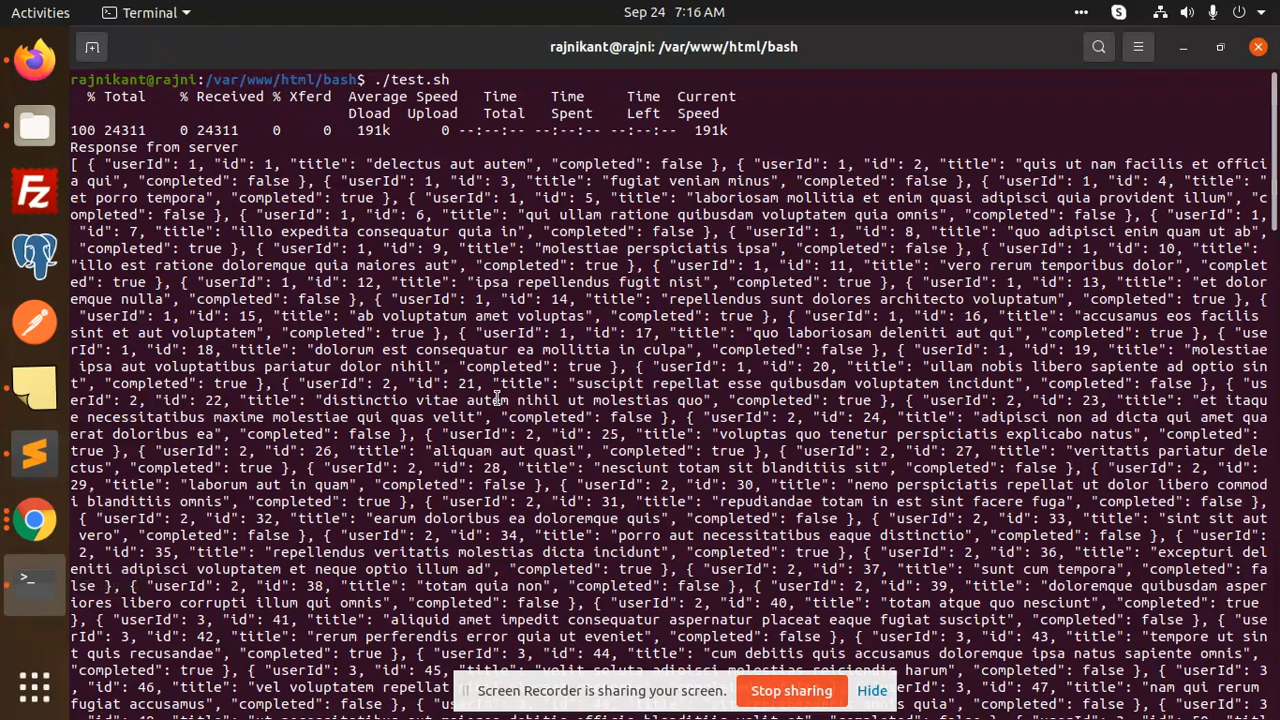 Activities
Terminal
Sep 24 7:16 AM
rajnikant@rajni: /var/www/html/bash
rajnikant@rajni:/var/www/html/bash$ ./test.sh
% Total % Received % Xferd Average Speed Time Time Time Current
Dload Upload Total Spent Left Speed
100 24311 0 24311 0 0 191k 0 --:--:-- --:--:-- --:--:-- 191k
Response from server
[ { "userId": 1, "id": 1, "title": "delectus aut autem", "completed": false }, { "userId": 1, "id": 2, "title": "quis ut nam facilis et offici
a qui", "completed": false }, { "userId": 1, "id": 3, "title": "fugiat veniam minus", "completed": false }, { "userId": 1, "id": 4, "title": "
et porro tempora", "completed": true }, { "userId": 1, "id": 5, "title": "laboriosam mollitia et enim quasi adipisci quia provident illum", "c
ompleted": false }, { "userId": 1, "id": 6, "title": "qui ullam ratione quibusdam voluptatem quia omnis", "completed": false }, { "userId": 1,
"id": 7, "title": "illo expedita consequatur quia in", "completed": false }, { "userId": 1, "id": 8, "title": "quo adipisci enim quam ut ab",
"completed": true }, { "userId": 1, "id": 9, "title": "molestiae perspiciatis ipsa", "completed": false }, { "userId": 1, "id": 10, "title":
"illo est ratione doloremque quia maiores aut", "completed": true }, { "userId": 1, "id": 11, "title": "vero rerum temporibus dolor", "complet
ed": true }, { "userId": 1, "id": 12, "title": "ipsa repellendus fugit nisi", "completed": true }, { "userId": 1, "id": 13, "title": "et dolor
emque nulla", "completed": false }, { "userId": 1, "id": 14, "title": "repellendus sunt dolores architecto voluptatum", "completed": true }, {
"userId": 1, "id": 15, "title": "ab voluptatum amet voluptas", "completed": true }, { "userId": 1, "id": 16, "title": "accusamus eos facilis
sint et aut voluptatem", "completed": true }, { "userId": 1, "id": 17, "title": "quo laboriosam deleniti aut qui", "completed": true }, { "use
rId": 1, "id": 18, "title": "dolorum est consequatur ea mollitia in culpa", "completed": false }, { "userId": 1, "id": 19, "title": "molestiae
ipsa aut voluptatibus pariatur dolor nihil", "completed": true }, { "userId": 1, "id": 20, "title": "ullam nobis libero sapiente ad optio sin
t", "completed": true }, { "userId": 2, "id": 21, "title": "suscipit repellat esse quibusdam voluptatem incidunt", "completed": false }, { "us
erId": 2, "id": 22, "title": "distinctio vitae autem nihil ut molestias quo", "completed": true }, { "userId": 2, "id": 23, "title": "et itaqu
e necessitatibus maxime molestiae qui quas velit", "completed": false }, { "userId": 2, "id": 24, "title": "adipisci non ad dicta qui amet qua
erat doloribus ea", "completed": false }, { "userId": 2, "id": 25, "title": "voluptas quo tenetur perspiciatis explicabo natus", "completed":
true }, { "userId": 2, "id": 26, "title": "aliquam aut quasi", "completed": true }, { "userId": 2, "id": 27, "title": "veritatis pariatur dele
ctus", "completed": true }, { "userId": 2, "id": 28, "title": "nesciunt totam sit blanditiis sit", "completed": false }, { "userId": 2, "id":
29, "title": "laborum aut in quam", "completed": false }, { "userId": 2, "id": 30, "title": "nemo perspiciatis repellat ut dolor libero commod
i blanditiis omnis", "completed": true }, { "userId": 2, "id": 31, "title": "repudiandae totam in est sint facere fuga", "completed": false },
{ "userId": 2, "id": 32, "title": "earum doloribus ea doloremque quis", "completed": false }, { "userId": 2, "id": 33, "title": "sint sit aut
vero", "completed": false }, { "userId": 2, "id": 34, "title": "porro aut necessitatibus eaque distinctio", "completed": false }, { "userId":
2, "id": 35, "title": "repellendus veritatis molestias dicta incidunt", "completed": true }, { "userId": 2, "id": 36, "title": "excepturi del
eniti adipisci voluptatem et neque optio illum ad", "completed": true }, { "userId": 2, "id": 37, "title": "sunt cum tempora", "completed": fa
lse }, { "userId": 2, "id": 38, "title": "totam quia non", "completed": false }, { "userId": 2, "id": 39, "title": "doloremque quibusdam asper
iores libero corrupti illum qui omnis", "completed": false }, { "userId": 2, "id": 40, "title": "totam atque quo nesciunt", "completed": true
}, { "userId": 3, "id": 41, "title": "aliquid amet impedit consequatur aspernatur placeat eaque fugiat suscipit", "completed": false }, { "use
rId": 3, "id": 42, "title": "rerum perferendis error quia ut eveniet", "completed": false }, { "userId": 3, "id": 43, "title": "tempore ut sin
t quis recusandae", "completed": true }, { "userId": 3, "id": 44, "title": "cum debitis quis accusamus doloremque ipsa natus sapiente omnis",
"completed": true }, { "userId": 3, "id": 45, "title": "velit soluta adipisci molestias reiciendis harum", "completed": false }, { "userId": 3
, "id": 46, "title": "vel voluptatem repellat "userId": 3, "id": 47, "title": "nam qui rerum
fugiat accusamus", "completed": false "userId": 3
Screen Recorder is sharing your screen.
Stop sharing
Hide